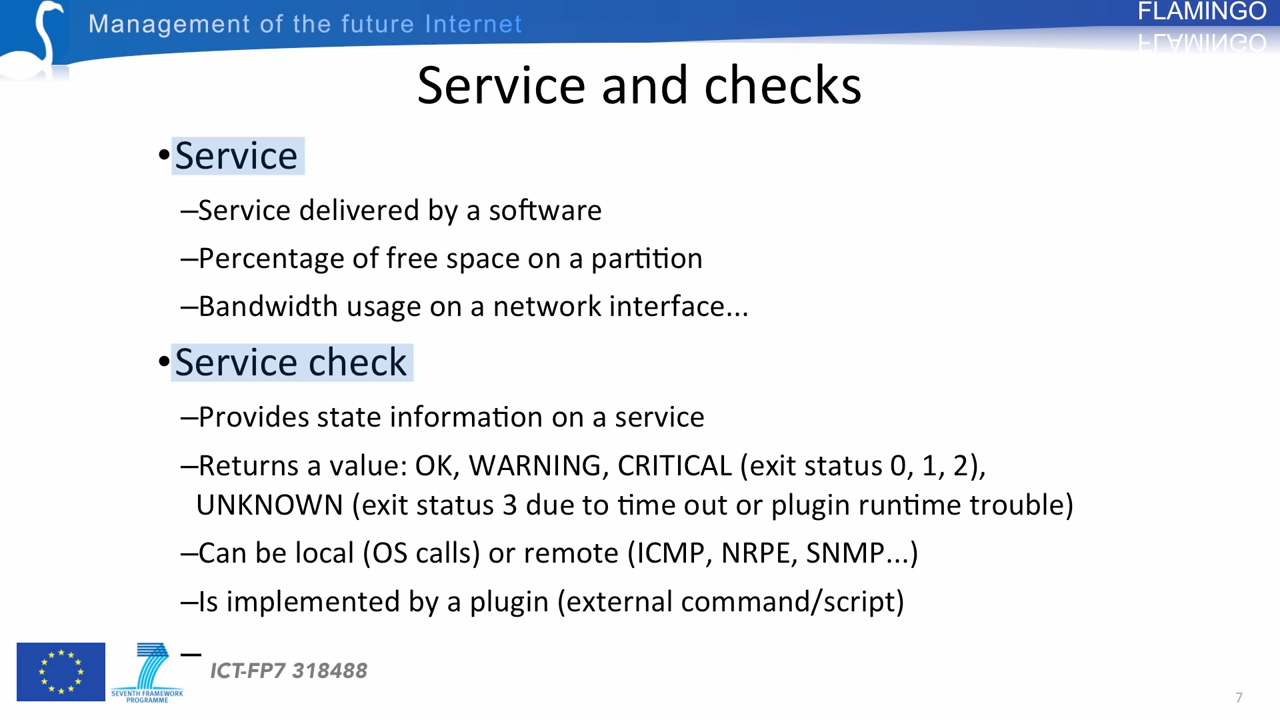 Management of the future Internet
FLAMINGO
Service and checks
•Service
–Service delivered by a software
–Percentage of free space on a partition
–Bandwidth usage on a network interface...
•Service check
–Provides state information on a service
–Returns a value: OK, WARNING, CRITICAL (exit status 0, 1, 2),
UNKNOWN (exit status 3 due to time out or plugin runtime trouble)
–Can be local (OS calls) or remote (ICMP, NRPE, SNMP...)
–Is implemented by a plugin (external command/script)
–
SEVENTH FRAMEWORK
PROGRAMME
ICT-FP7 318488
7